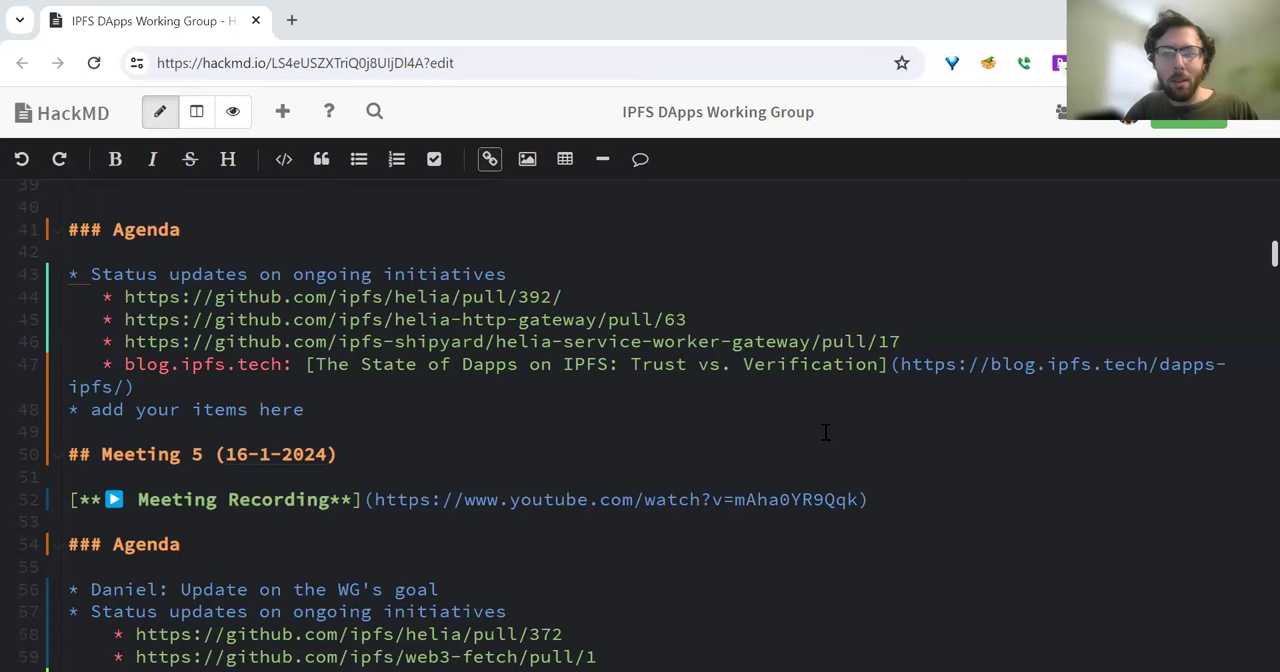 IPFS DApps Working Group - H
https://hackmd.io/LS4eUSZXTriQ0j8UIjDl4A?edit
HackMD
IPFS DApps Working Group
39
40
41 ### Agenda
42
43 * Status updates on ongoing initiatives
44 * https://github.com/ipfs/helia/pull/392/
45 * https://github.com/ipfs/helia-http-gateway/pull/63
46 * https://github.com/ipfs-shipyard/helia-service-worker-gateway/pull/17
47 * blog.ipfs.tech: [The State of Dapps on IPFS: Trust vs. Verification](https://blog.ipfs.tech/dapps-
ipfs/)
48 * add your items here
49
50 ## Meeting 5 (16-1-2024)
51
52 [**▶️ Meeting Recording**](https://www.youtube.com/watch?v=mAha0YR9Qqk)
53
54 ### Agenda
55
56 * Daniel: Update on the WG's goal
57 * Status updates on ongoing initiatives
58 * https://github.com/ipfs/helia/pull/372
59 * https://github.com/ipfs/web3-fetch/pull/1